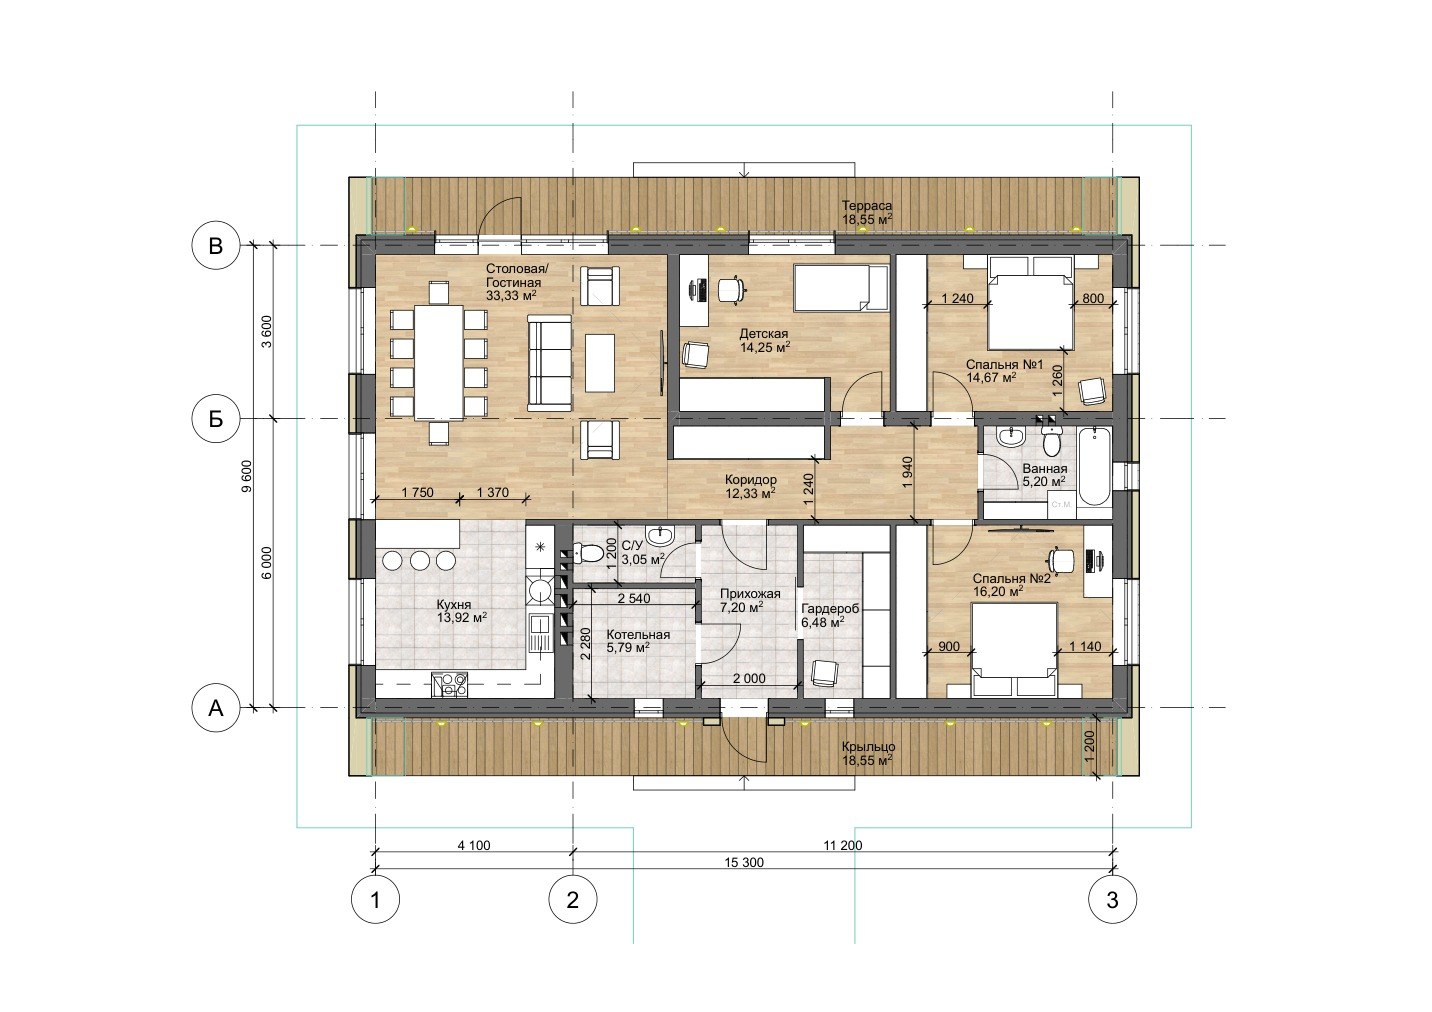 Терраса
18,55 м²
В
Столовая/
Гостиная
33,33 м²
1 240
800
3 600
Детская
14,25 м²
Спальня №1
14,67 м²
1 260
Б
9 600
Коридор
12,33 м²
1 240
1 940
Ванная
5,20 м²
Ст.М.
1 750
1 370
6 000
1 200
С/У
3,05 м²
Кухня
13,92 м²
2 540
2 280
Котельная
5,79 м²
Прихожая
7,20 м²
2 000
Гардероб
6,48 м²
Спальня №2
16,20 м²
900
1 140
А
Крыльцо
18,55 м²
1 200
4 100
11 200
15 300
1
2
3